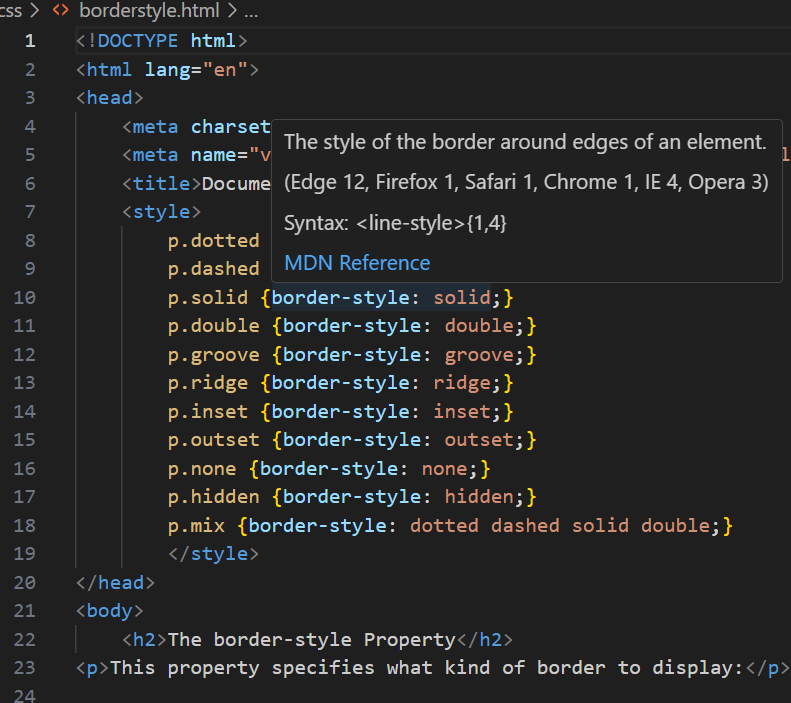 css > <> borderstyle.html > ...
1 <!DOCTYPE html>
2 <html lang="en">
3 <head>
4 <meta charset
5 <meta name="v
6 <title>Docume
7 <style>
8 p.dotted
9 p.dashed
The style of the border around edges of an element.
(Edge 12, Firefox 1, Safari 1, Chrome 1, IE 4, Opera 3)
Syntax: <line-style>{1,4}
MDN Reference
10 p.solid {border-style: solid;}
11 p.double {border-style: double;}
12 p.groove {border-style: groove;}
13 p.ridge {border-style: ridge;}
14 p.inset {border-style: inset;}
15 p.outset {border-style: outset;}
16 p.none {border-style: none;}
17 p.hidden {border-style: hidden;}
18 p.mix {border-style: dotted dashed solid double;}
19 </style>
20 </head>
21 <body>
22 <h2>The border-style Property</h2>
23 <p>This property specifies what kind of border to display:</p>
24